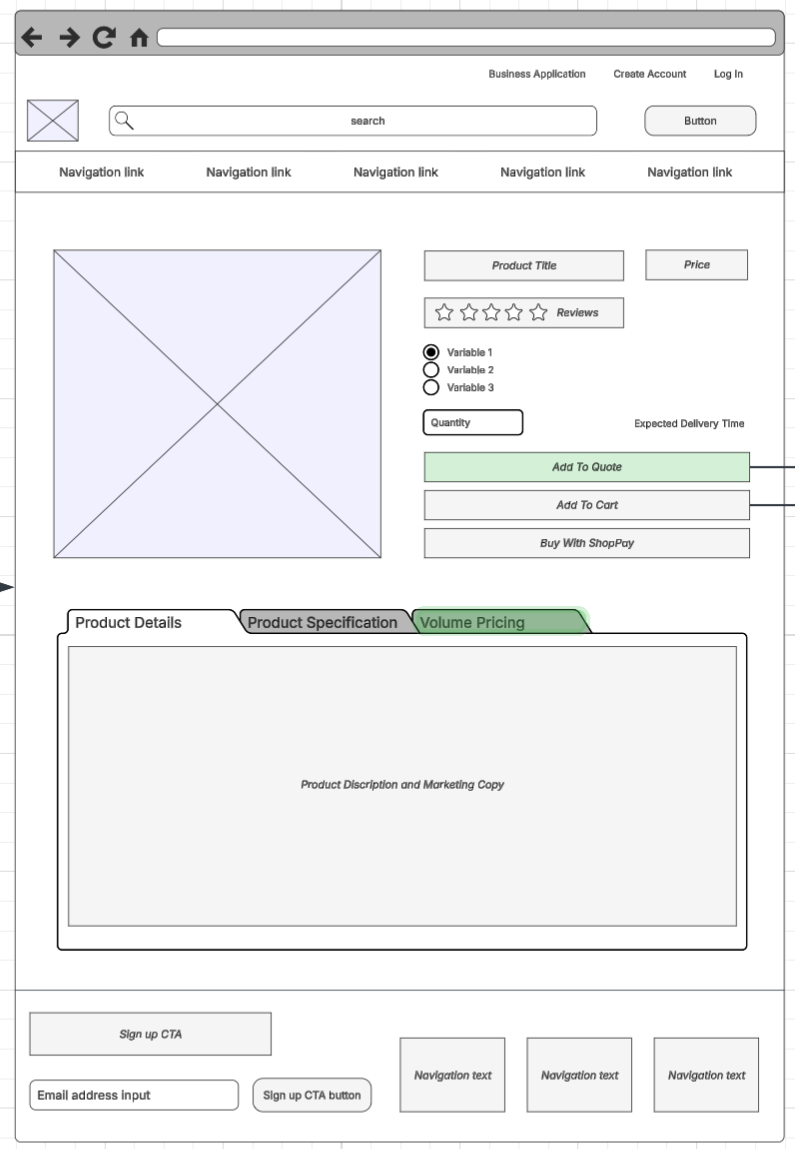 Business Application Create Account Log In
search Button
Navigation link Navigation link Navigation link Navigation link Navigation link
Product Title Price
Reviews
Variable 1
Variable 2
Variable 3
Quantity Expected Delivery Time
Add To Quote
Add To Cart
Buy With ShopPay
Product Details Product Specification Volume Pricing
Product Discription and Marketing Copy
Sign up CTA
Navigation text Navigation text Navigation text
Email address input Sign up CTA button